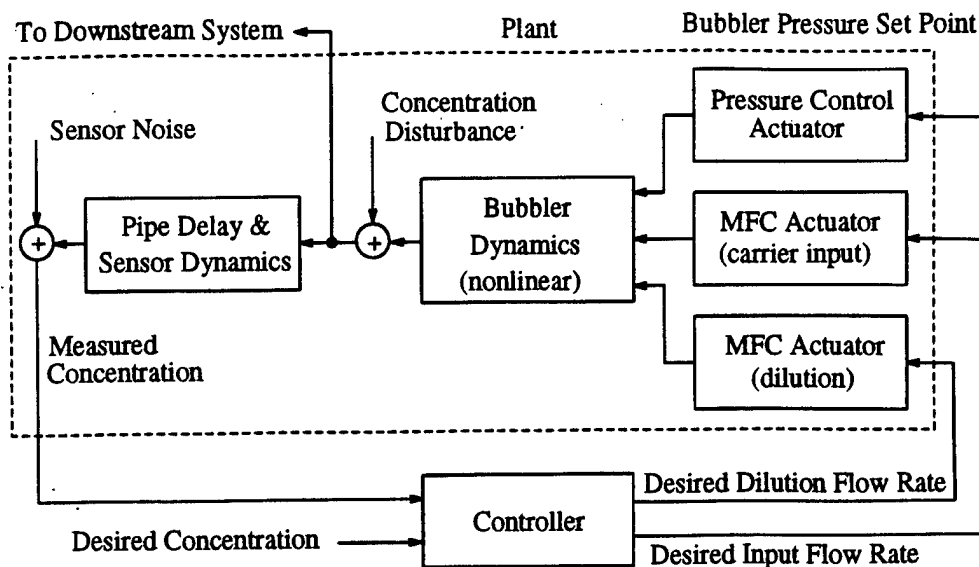 To Downstream System
Plant
Bubbler Pressure Set Point
Sensor Noise
Concentration
Disturbance
Pressure Control
Actuator
Pipe Delay &
Sensor Dynamics
Bubbler
Dynamics
(nonlinear)
MFC Actuator
(carrier input)
MFC Actuator
(dilution)
+
+
Measured
Concentration
Desired Concentration
Controller
Desired Dilution Flow Rate
Desired Input Flow Rate